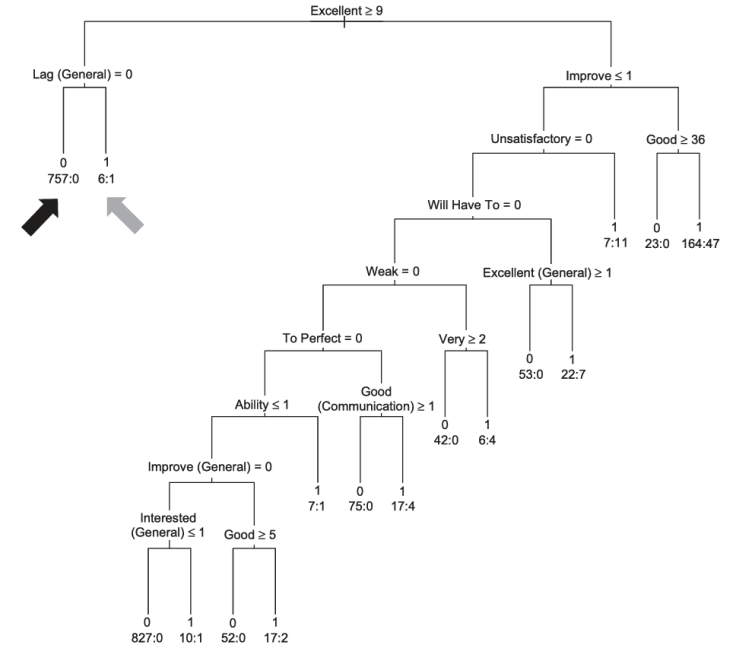 Excellent ≥ 9
Lag (General) = 0
Improve ≤ 1
Unsatisfactory = 0
Good ≥ 36
0 1
757:0 6:1
Will Have To = 0
1
7:11
0 1
23:0 164:47
Weak = 0
Excellent (General) ≥ 1
To Perfect = 0
Very ≥ 2
0 1
53:0 22:7
Ability ≤ 1
Good
(Communication) ≥ 1
0 1
42:0 6:4
Improve (General) = 0
1
7:1
0 1
75:0 17:4
Interested
(General) ≤ 1
Good ≥ 5
0 1 0 1
827:0 10:1 52:0 17:2